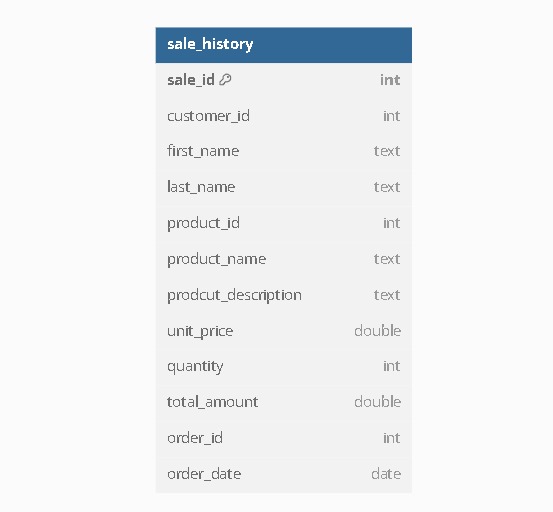 sale_history
sale_id int
customer_id int
first_name text
last_name text
product_id int
product_name text
prodcut_description text
unit_price double
quantity int
total_amount double
order_id int
order_date date